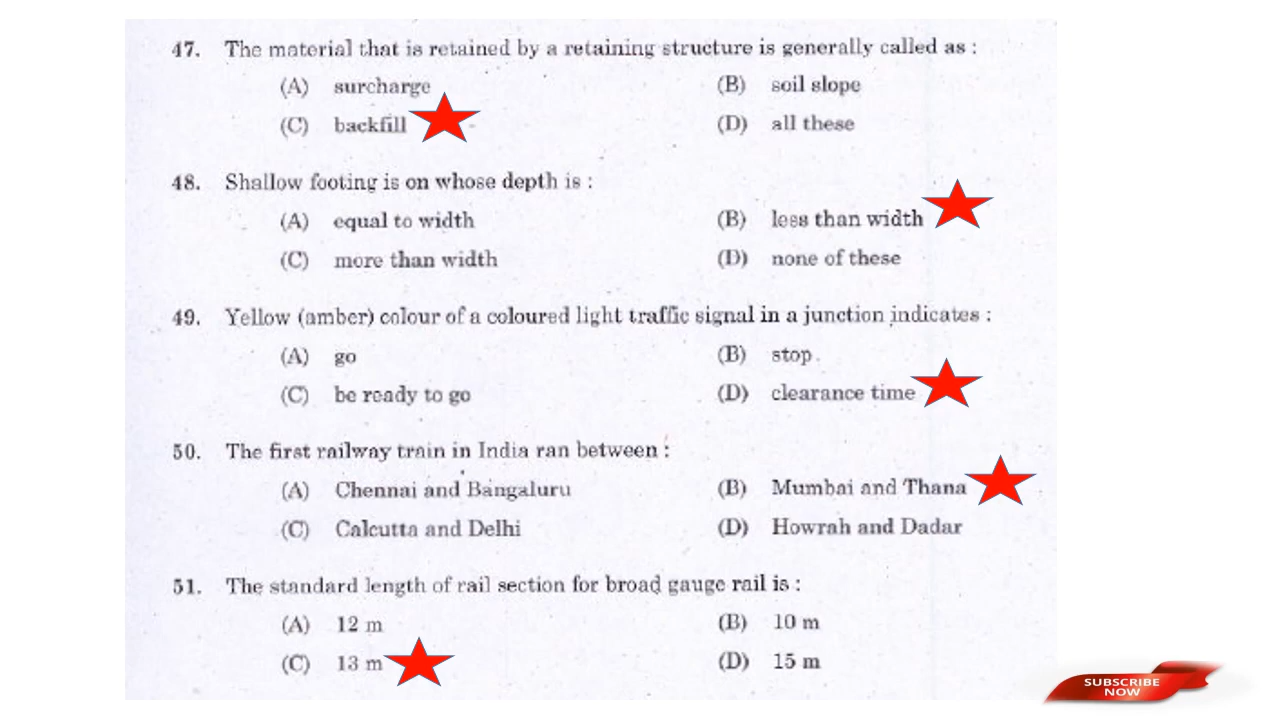 47. The material that is retained by a retaining structure is generally called as :
(A) surcharge (B) soil slope
(C) backfill (D) all these
48. Shallow footing is on whose depth is :
(A) equal to width (B) less than width
(C) more than width (D) none of these
49. Yellow (amber) colour of a coloured light traffic signal in a junction indicates :
(A) go (B) stop
(C) be ready to go (D) clearance time
50. The first railway train in India ran between :
(A) Chennai and Bangaluru (B) Mumbai and Thana
(C) Calcutta and Delhi (D) Howrah and Dadar
51. The standard length of rail section for broad gauge rail is :
(A) 12 m (B) 10 m
(C) 13 m (D) 15 m
SUBSCRIBE
NOW